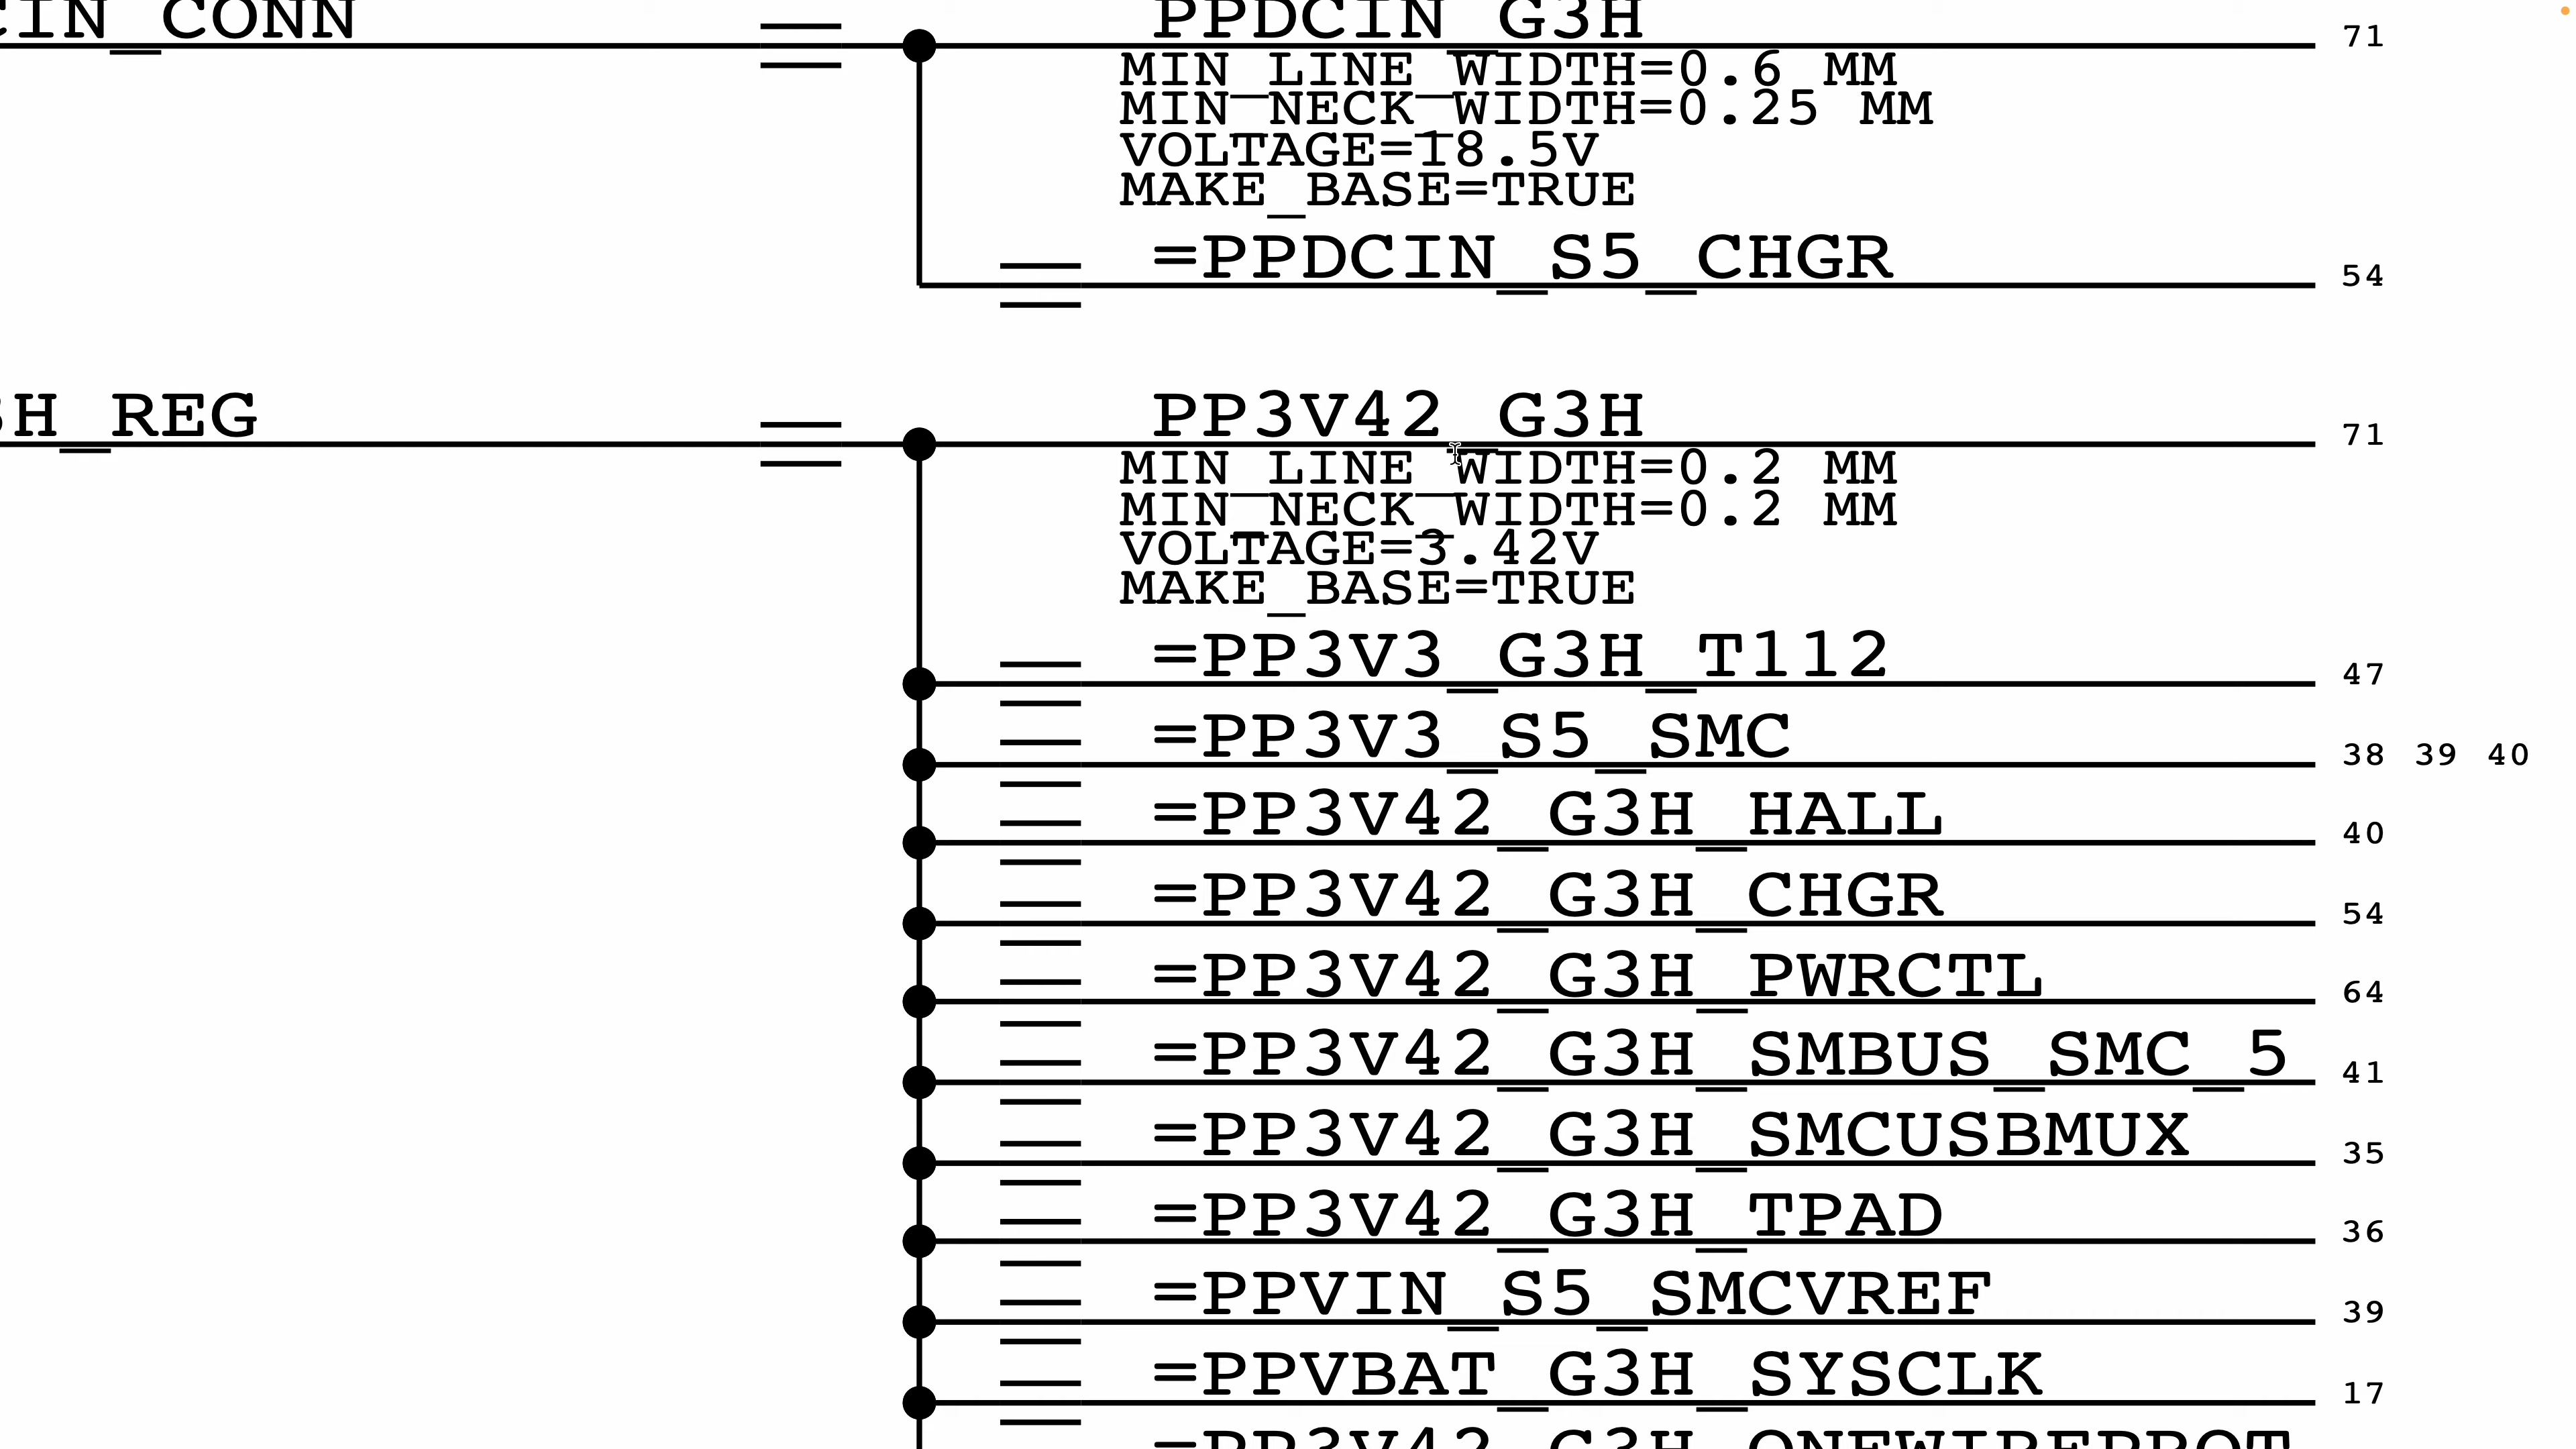 CIN_CONN PPDCIN_G3H 71
MIN_LINE_WIDTH=0.6 MM
MIN_NECK_WIDTH=0.25 MM
VOLTAGE=18.5V
MAKE_BASE=TRUE
=PPDCIN_S5_CHGR 54
3H_REG PP3V42_G3H 71
MIN_LINE_WIDTH=0.2 MM
MIN_NECK_WIDTH=0.2 MM
VOLTAGE=3.42V
MAKE_BASE=TRUE
=PP3V3_G3H_T112 47
=PP3V3_S5_SMC 38 39 40
=PP3V42_G3H_HALL 40
=PP3V42_G3H_CHGR 54
=PP3V42_G3H_PWRCTL 64
=PP3V42_G3H_SMBUS_SMC_5 41
=PP3V42_G3H_SMCUSBMUX 35
=PP3V42_G3H_TPAD 36
=PPVIN_S5_SMCVREF 39
=PPVBAT_G3H_SYSCLK 17
=PP3V42_G3H_ONEWIREPROT